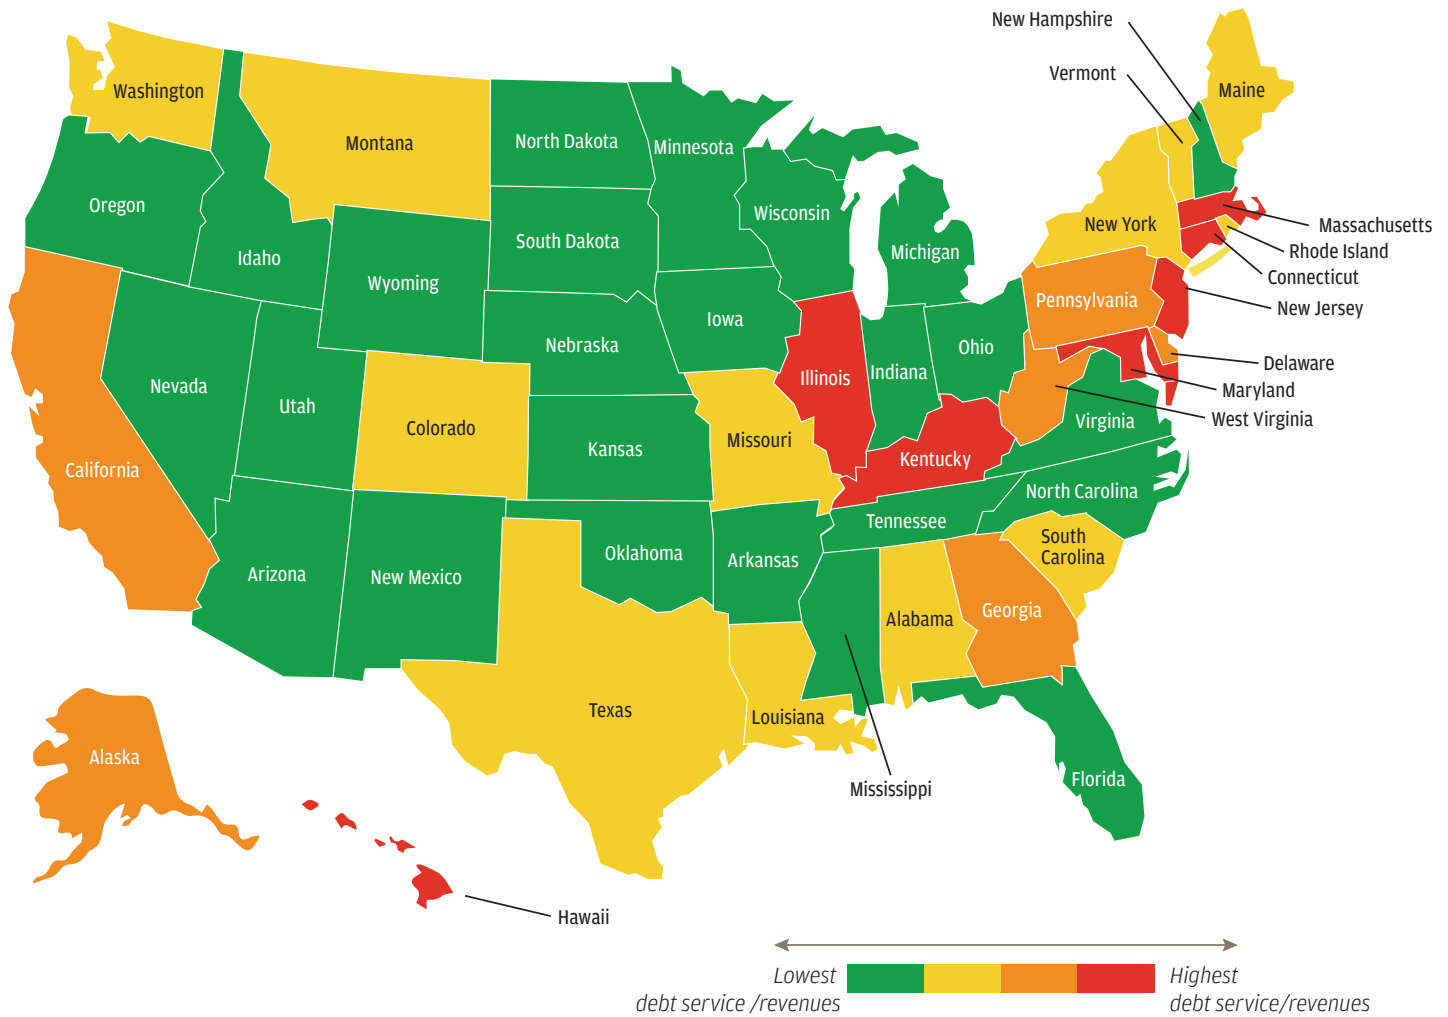 New Hampshire
Vermont
Maine
Washington
Montana
North Dakota
Minnesota
Oregon
Idaho
Wyoming
South Dakota
Wisconsin
Michigan
New York
Massachusetts
Rhode Island
Connecticut
New Jersey
Pennsylvania
Delaware
Maryland
West Virginia
Nevada
Utah
Colorado
Nebraska
Iowa
Illinois
Indiana
Ohio
Virginia
California
Kansas
Missouri
Kentucky
North Carolina
Tennessee
South
Carolina
Arizona
New Mexico
Oklahoma
Arkansas
Alabama
Georgia
Texas
Louisiana
Mississippi
Florida
Alaska
Hawaii
Lowest
debt service /revenues
Highest
debt service/revenues